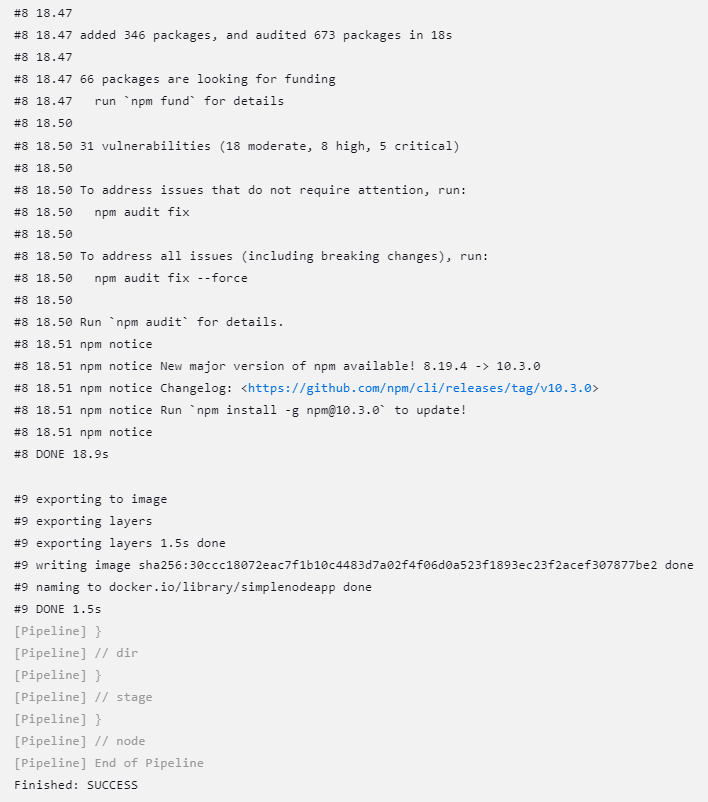 #8 18.47
#8 18.47 added 346 packages, and audited 673 packages in 18s
#8 18.47
#8 18.47 66 packages are looking for funding
#8 18.47   run `npm fund` for details
#8 18.50
#8 18.50 31 vulnerabilities (18 moderate, 8 high, 5 critical)
#8 18.50
#8 18.50 To address issues that do not require attention, run:
#8 18.50   npm audit fix
#8 18.50
#8 18.50 To address all issues (including breaking changes), run:
#8 18.50   npm audit fix --force
#8 18.50
#8 18.50 Run `npm audit` for details.
#8 18.51 npm notice
#8 18.51 npm notice New major version of npm available! 8.19.4 -> 10.3.0
#8 18.51 npm notice Changelog: <https://github.com/npm/cli/releases/tag/v10.3.0>
#8 18.51 npm notice Run `npm install -g npm@10.3.0` to update!
#8 18.51 npm notice
#8 DONE 18.9s

#9 exporting to image
#9 exporting layers
#9 exporting layers 1.5s done
#9 writing image sha256:30ccc18072eac7f1b10c4483d7a02f4f06d0a523f1893ec23f2acef307877be2 done
#9 naming to docker.io/library/simplenodeapp done
#9 DONE 1.5s
[Pipeline] }
[Pipeline] // dir
[Pipeline] }
[Pipeline] // stage
[Pipeline] }
[Pipeline] // node
[Pipeline] End of Pipeline
Finished: SUCCESS